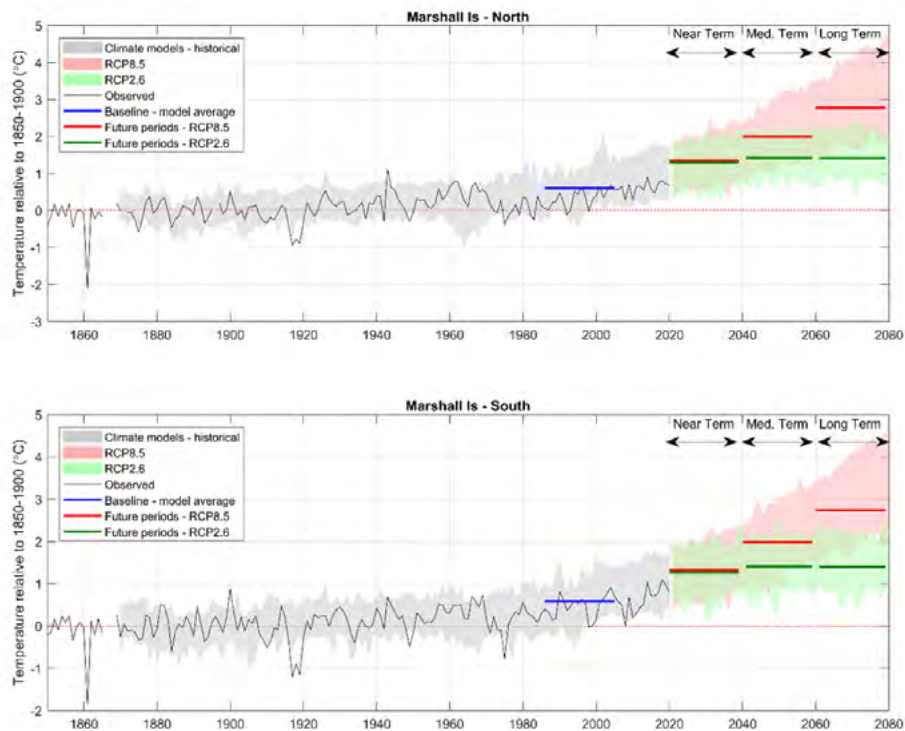 Marshall Is - North
Temperature relative to 1850-1900 (°C)
5
4
3
2
1
0
-1
-2
-3
Climate models - historical
RCP8.5
RCP2.6
Observed
Baseline - model average
Future periods - RCP8.5
Future periods - RCP2.6
Near Term Med. Term Long Term
1860 1880 1900 1920 1940 1960 1980 2000 2020 2040 2060 2080
Marshall Is - South
Temperature relative to 1850-1900 (°C)
5
4
3
2
1
0
-1
-2
Climate models - historical
RCP8.5
RCP2.6
Observed
Baseline - model average
Future periods - RCP8.5
Future periods - RCP2.6
Near Term Med. Term Long Term
1860 1880 1900 1920 1940 1960 1980 2000 2020 2040 2060 2080